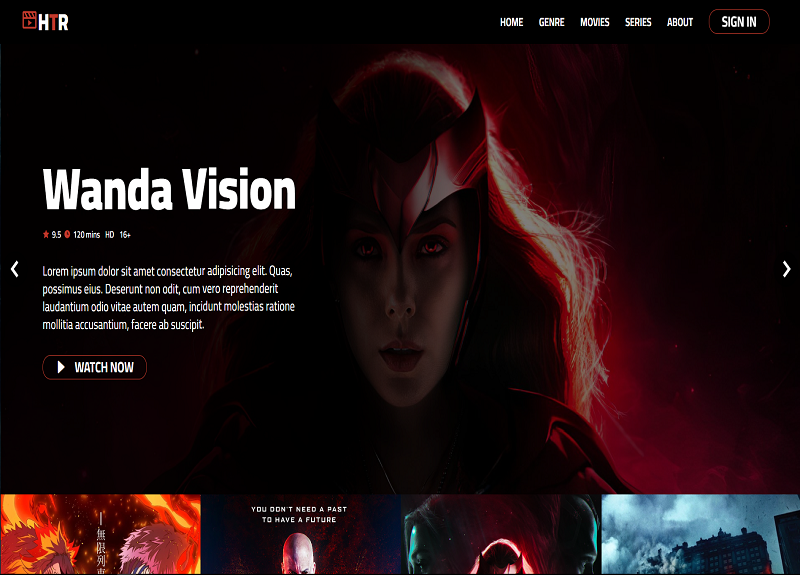 HTR
HOME GENRE MOVIES SERIES ABOUT SIGN IN
Wanda Vision
9.5 120 mins HD 16+
Lorem ipsum dolor sit amet consectetur adipisicing elit. Quas,
possimus eius. Deserunt non odit, cum vero reprehenderit
laudantium odio vitae autem quam, incidunt molestias ratione
mollitia accusantium, facere ab suscipit.
WATCH NOW
無限列
YOU DON'T NEED A PAST
TO HAVE A FUTURE